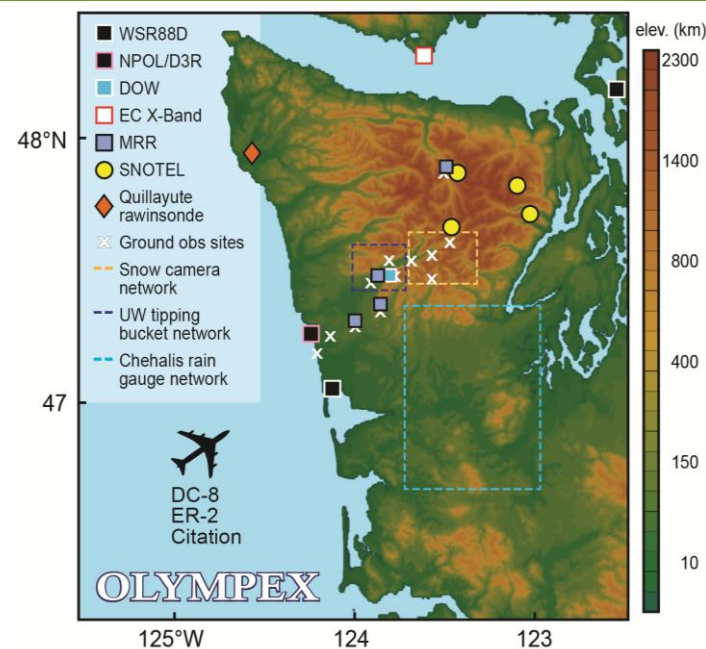 WSR88D
NPOL/D3R
DOW
EC X-Band
MRR
SNOTEL
Quillayute
rawinsonde
Ground obs sites
Snow camera
network
UW tipping
bucket network
Chehalis rain
gauge network
DC-8
ER-2
Citation
OLYMPEX
48°N
47
125°W
124
123
elev. (km)
2300
1400
800
400
150
10